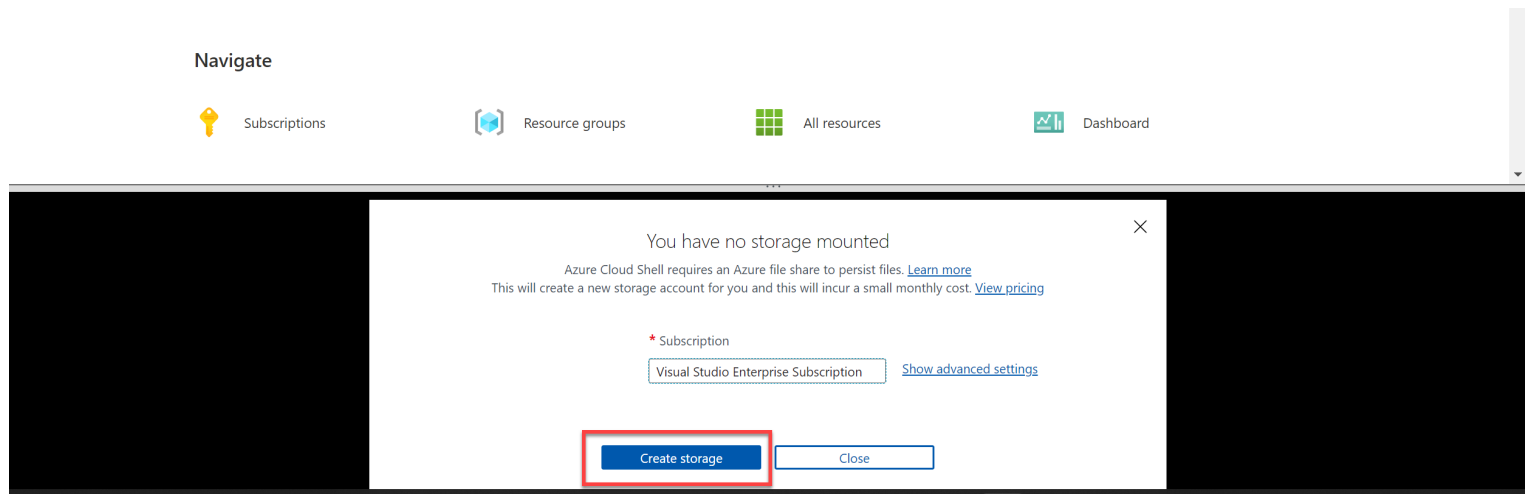 Navigate
Subscriptions
Resource groups
All resources
Dashboard
You have no storage mounted
Azure Cloud Shell requires an Azure file share to persist files. Learn more
This will create a new storage account for you and this will incur a small monthly cost. View pricing
* Subscription
Visual Studio Enterprise Subscription
Show advanced settings
Create storage
Close